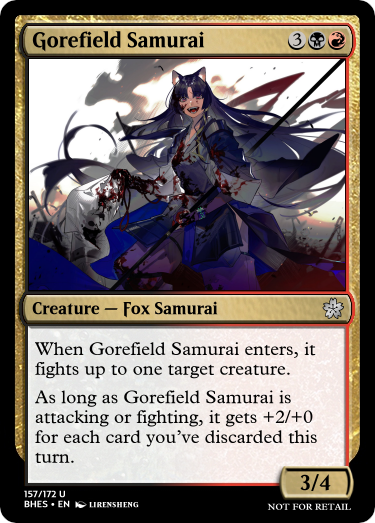 Gorefield Samurai 3
Creature — Fox Samurai
When Gorefield Samurai enters, it
fights up to one target creature.
As long as Gorefield Samurai is
attacking or fighting, it gets +2/+0
for each card you’ve discarded this
turn.
3/4
157/172 U
BHES • EN LIRENSHENG
NOT FOR RETAIL